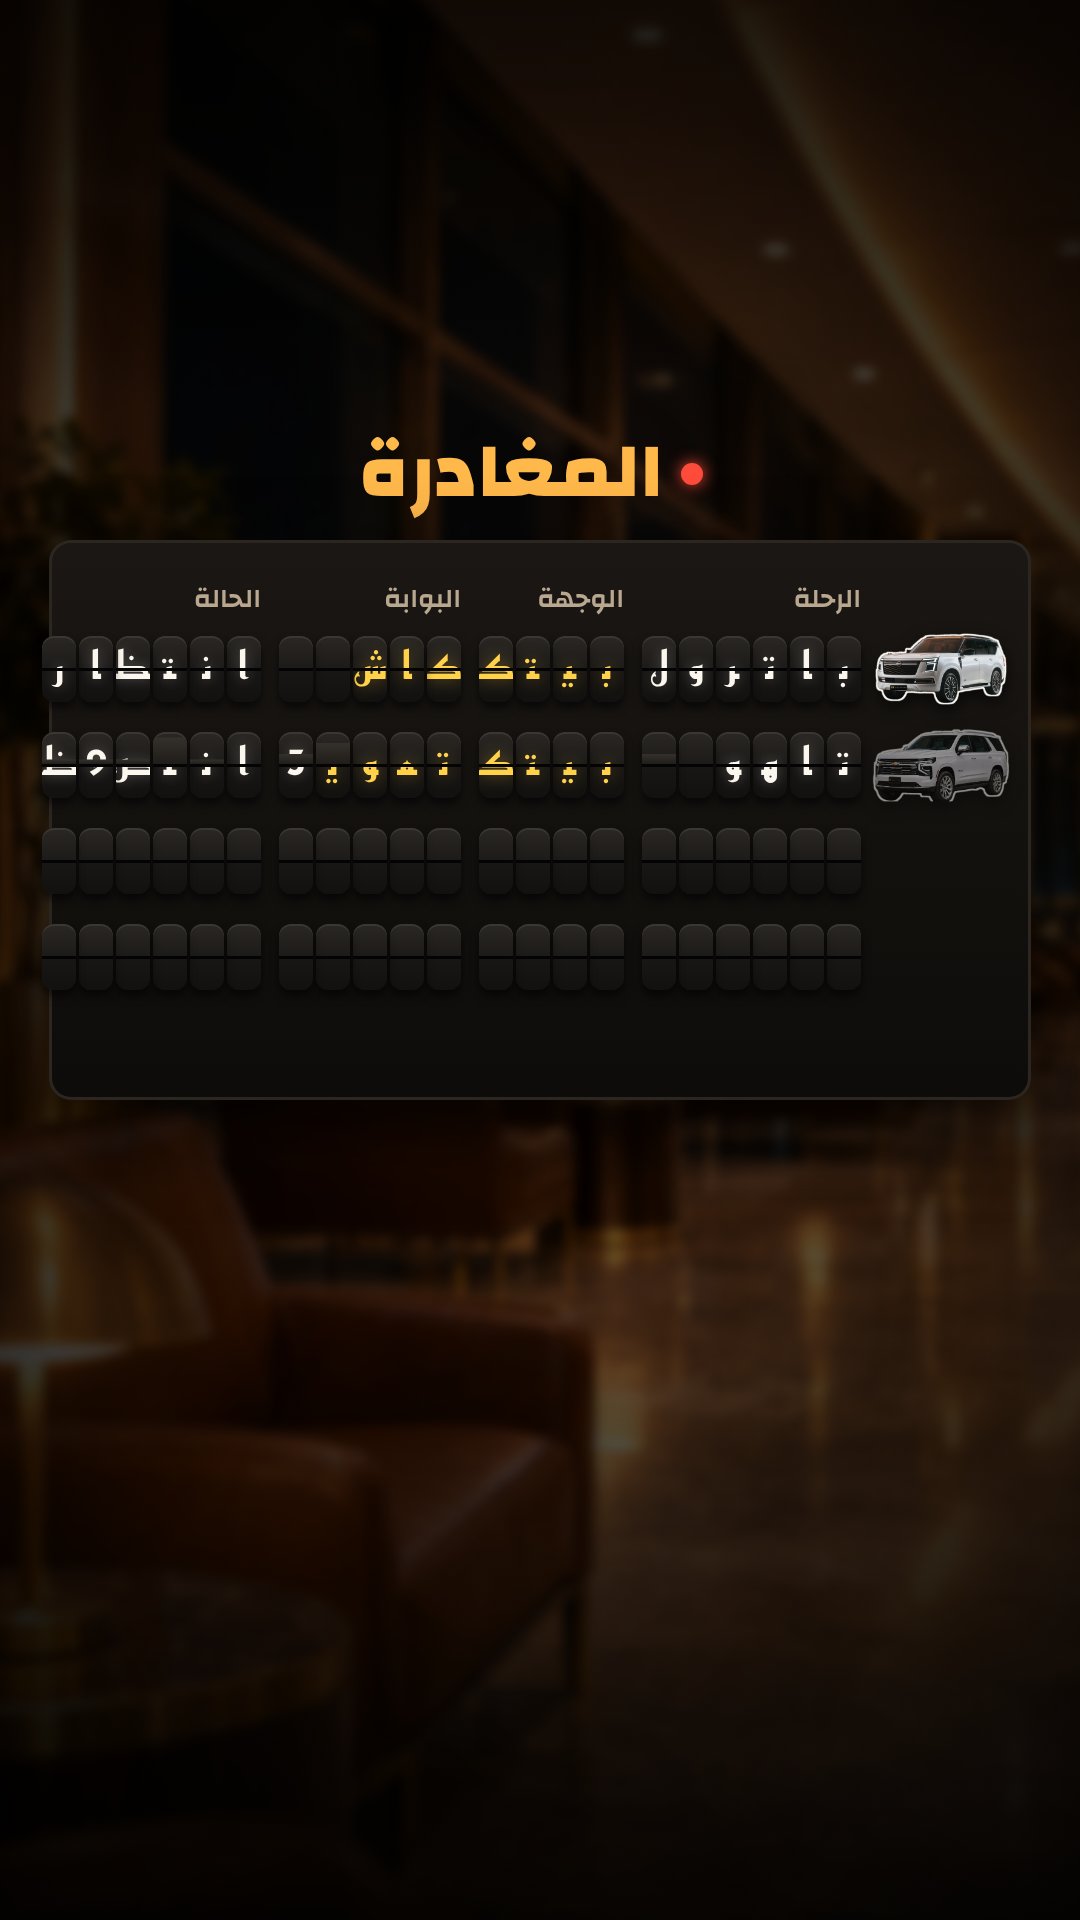 المغادرة
الرحلة الوجهة البوابة الحالة
باترول بيتك كاش انتظار
تاهو بيتك